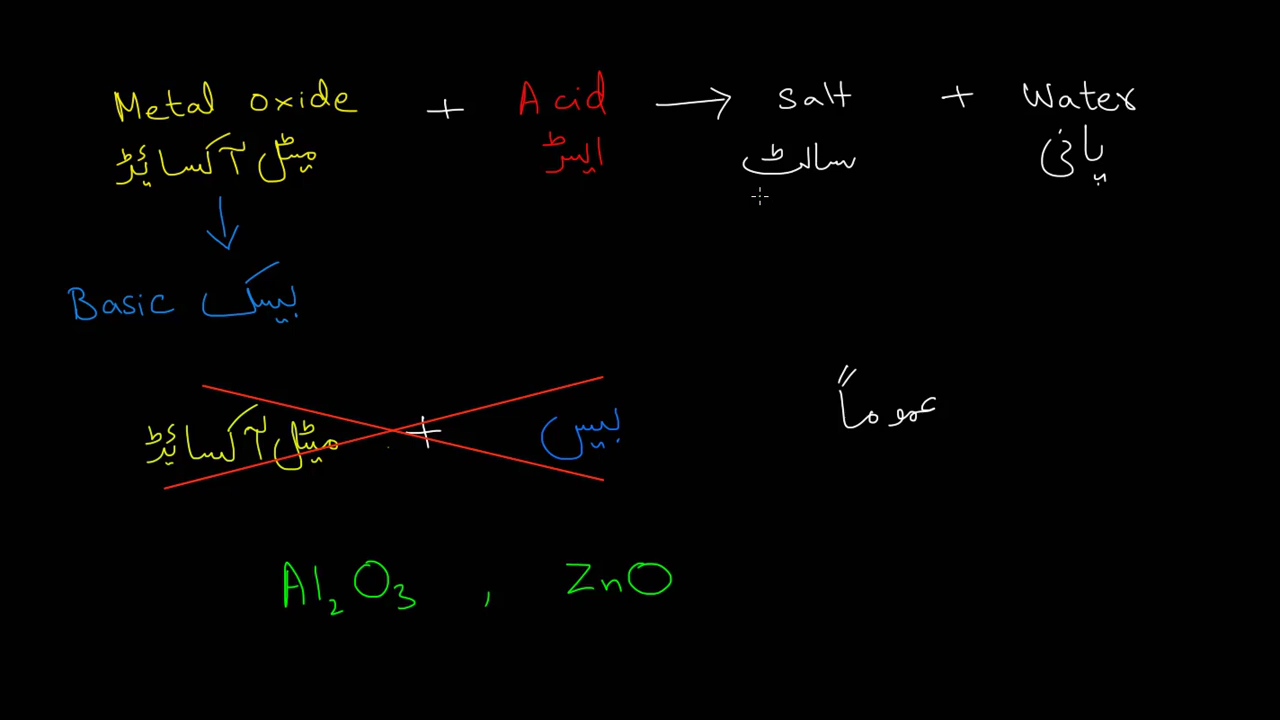 Metal oxide + Acid → Salt + Water
میٹل آکسائیڈ ایسڈ سالٹ پانی
Basic بیسک
میٹل آکسائیڈ + بیس
عموماً
Al₂O₃ , ZnO